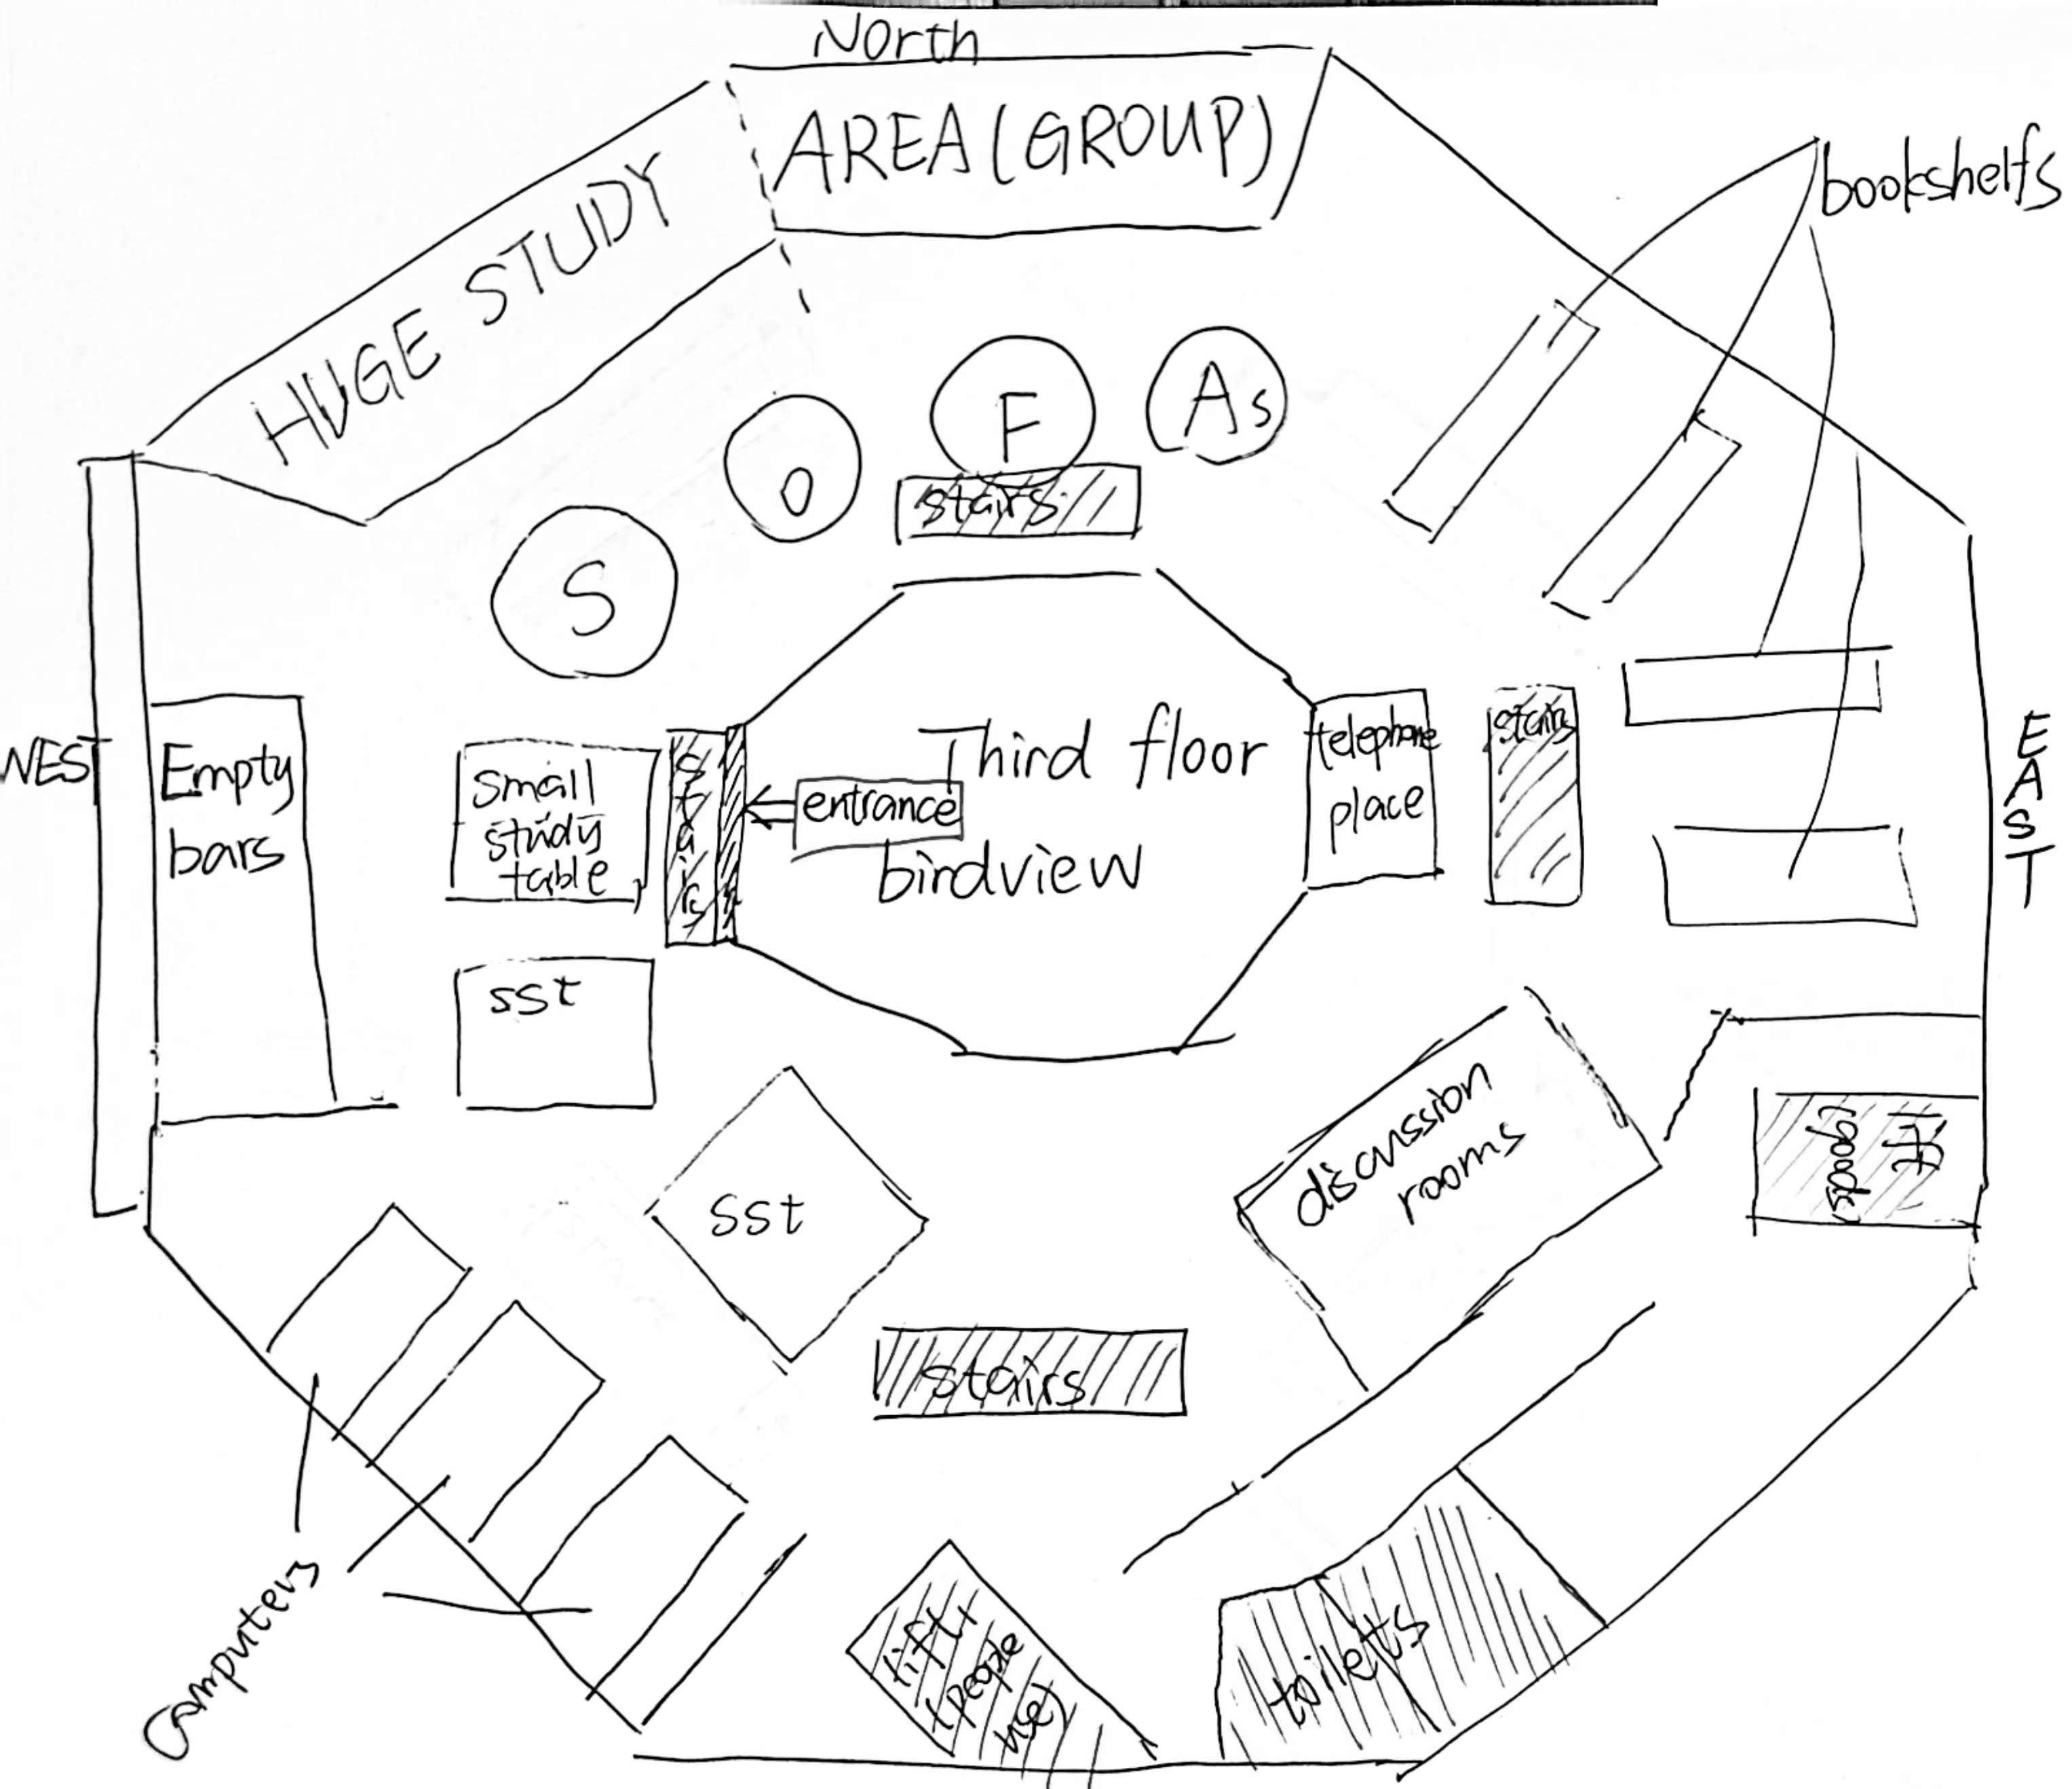 North
AREA (GROUP)
HUGE STUDY
bookshelfs
F
As
O
stairs
S
WEST
Empty
bars
small
study
table
stairs
entrance
Third floor
birdview
telephone
place
stairs
EAST
sst
sst
discussion
rooms
lift
(goods)
stairs
computers
lift
(people
use)
toilets